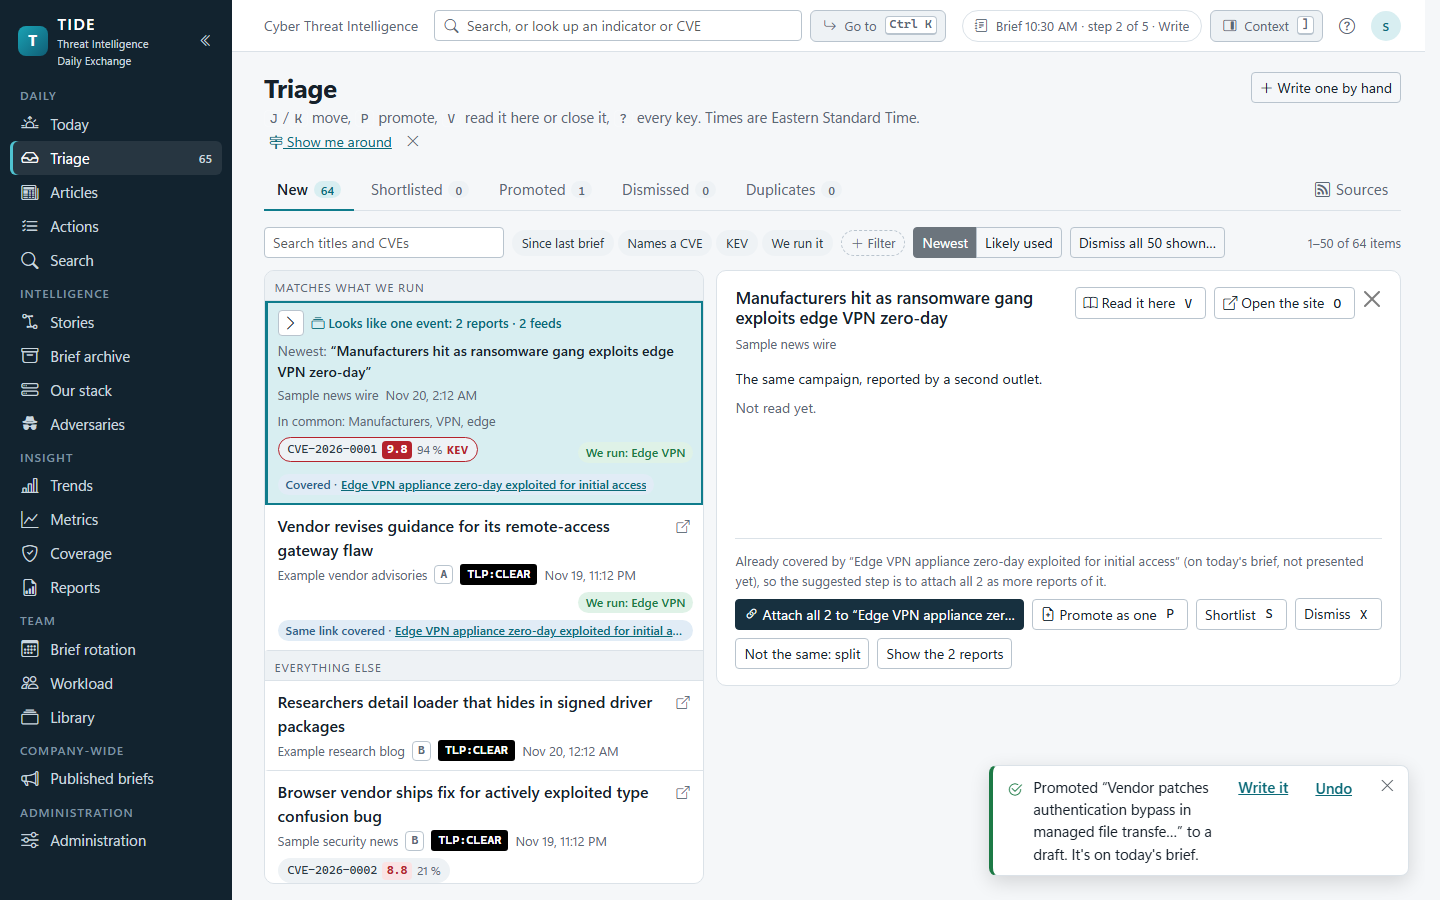 T
TIDE
Threat Intelligence
Daily Exchange
DAILY
Today
Triage 65
Articles
Actions
Search
INTELLIGENCE
Stories
Brief archive
Our stack
Adversaries
INSIGHT
Trends
Metrics
Coverage
Reports
TEAM
Brief rotation
Workload
Library
COMPANY-WIDE
Published briefs
ADMINISTRATION
Administration
Cyber Threat Intelligence
Search, or look up an indicator or CVE
Go to Ctrl K
Brief 10:30 AM · step 2 of 5 · Write
Context ]
?
S
Triage
+ Write one by hand
J / K move, P promote, V read it here or close it, ? every key. Times are Eastern Standard Time.
Show me around
New 64
Shortlisted 0
Promoted 1
Dismissed 0
Duplicates 0
Sources
Search titles and CVEs
Since last brief
Names a CVE
KEV
We run it
+ Filter
Newest
Likely used
Dismiss all 50 shown...
1–50 of 64 items
MATCHES WHAT WE RUN
Looks like one event: 2 reports · 2 feeds
Newest: “Manufacturers hit as ransomware gang exploits edge
VPN zero-day”
Sample news wire Nov 20, 2:12 AM
In common: Manufacturers, VPN, edge
CVE-2026-0001 9.8 94 % KEV
We run: Edge VPN
Covered · Edge VPN appliance zero-day exploited for initial access
Vendor revises guidance for its remote-access
gateway flaw
Example vendor advisories A TLP:CLEAR Nov 19, 11:12 PM
We run: Edge VPN
Same link covered · Edge VPN appliance zero-day exploited for initial a...
EVERYTHING ELSE
Researchers detail loader that hides in signed driver
packages
Example research blog B TLP:CLEAR Nov 20, 12:12 AM
Browser vendor ships fix for actively exploited type
confusion bug
Sample security news B TLP:CLEAR Nov 19, 11:12 PM
CVE-2026-0002 8.8 21 %
Manufacturers hit as ransomware gang
exploits edge VPN zero-day
Read it here V
Open the site O
Sample news wire
The same campaign, reported by a second outlet.
Not read yet.
Already covered by “Edge VPN appliance zero-day exploited for initial access” (on today's brief, not presented
yet), so the suggested step is to attach all 2 as more reports of it.
Attach all 2 to “Edge VPN appliance zer...
Promote as one P
Shortlist S
Dismiss X
Not the same: split
Show the 2 reports
Promoted “Vendor patches
authentication bypass in
managed file transfe...” to a
draft. It's on today's brief.
Write it
Undo